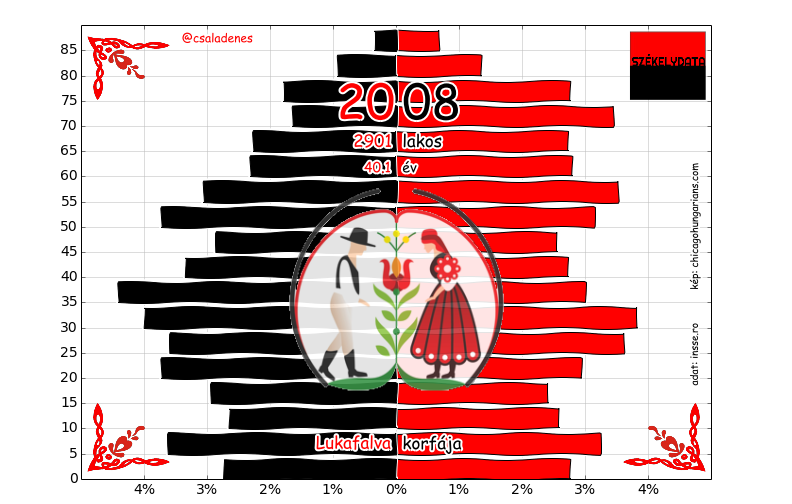 @csaladenes
SZÉKELYDATA
2008
2901 lakos
40.1 év
kép: chicagohungarians.com
adat: insse.ro
Lukafalva korfája
85
80
75
70
65
60
55
50
45
40
35
30
25
20
15
10
5
0
4% 3% 2% 1% 0% 1% 2% 3% 4%